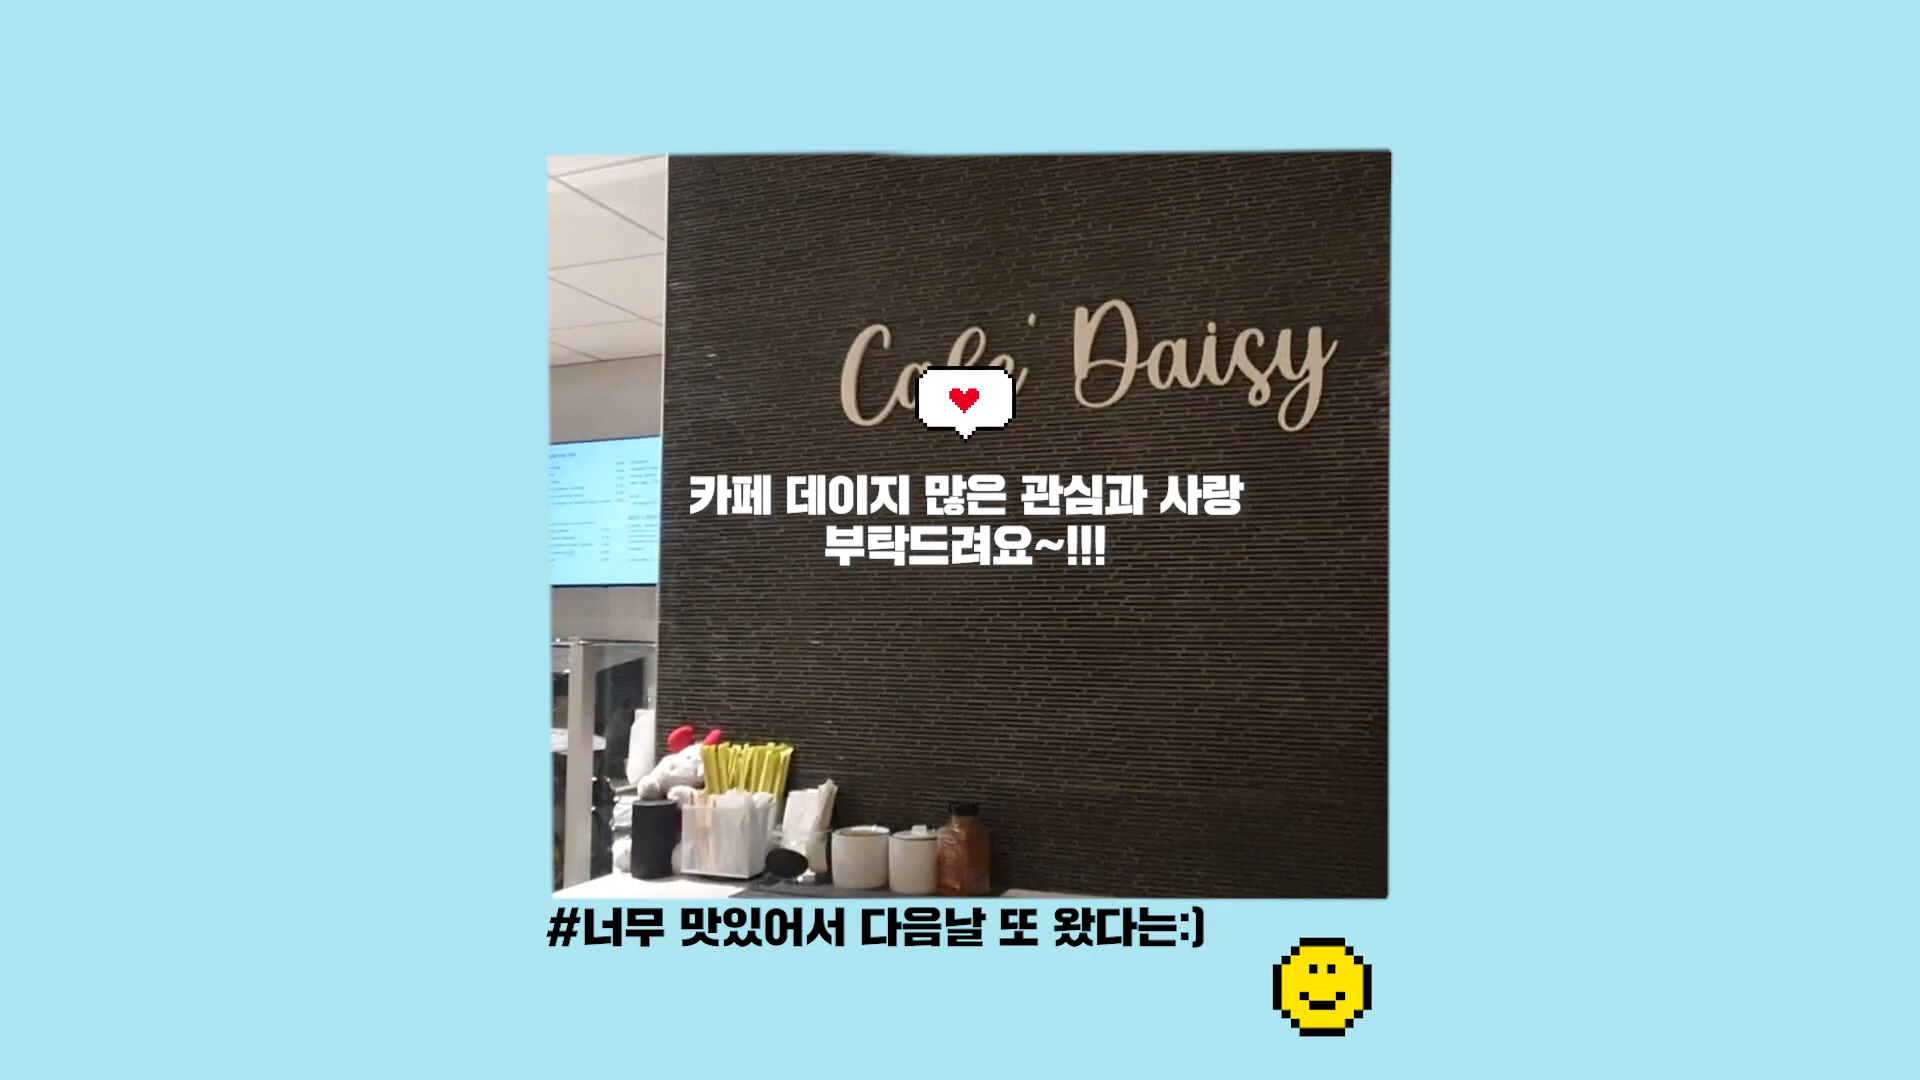 Cafe' Daisy
카페 데이지 많은 관심과 사랑
부탁드려요~!!!
#너무 맛있어서 다음날 또 왔다는:)